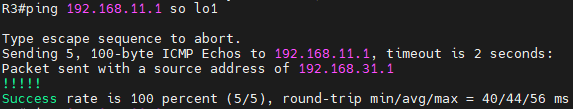 R3#ping 192.168.11.1 so lo1
Type escape sequence to abort.
Sending 5, 100-byte ICMP Echos to 192.168.11.1, timeout is 2 seconds:
Packet sent with a source address of 192.168.31.1
!!!!!
Success rate is 100 percent (5/5), round-trip min/avg/max = 40/44/56 ms